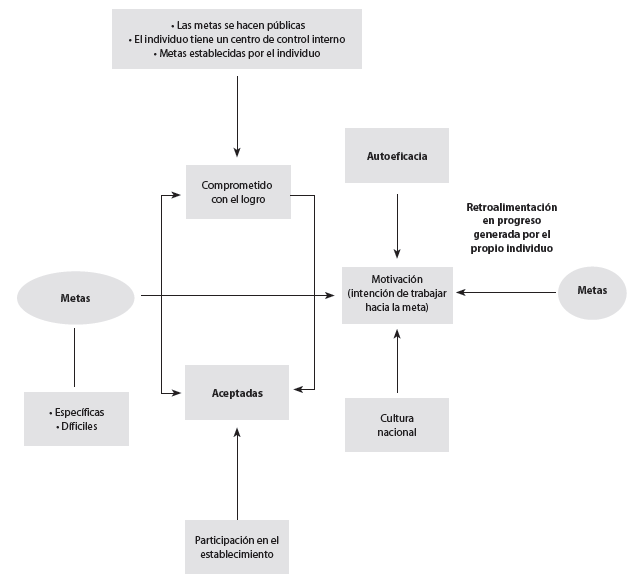 • Las metas se hacen públicas
• El individuo tiene un centro de control interno
• Metas establecidas por el individuo
Autoeficacia
Comprometido
con el logro
Retroalimentación
en progreso
generada por el
propio individuo
Metas
Motivación
(intención de trabajar
hacia la meta)
Metas
Aceptadas
• Específicas
• Díficiles
Cultura
nacional
Participación en el
establecimiento